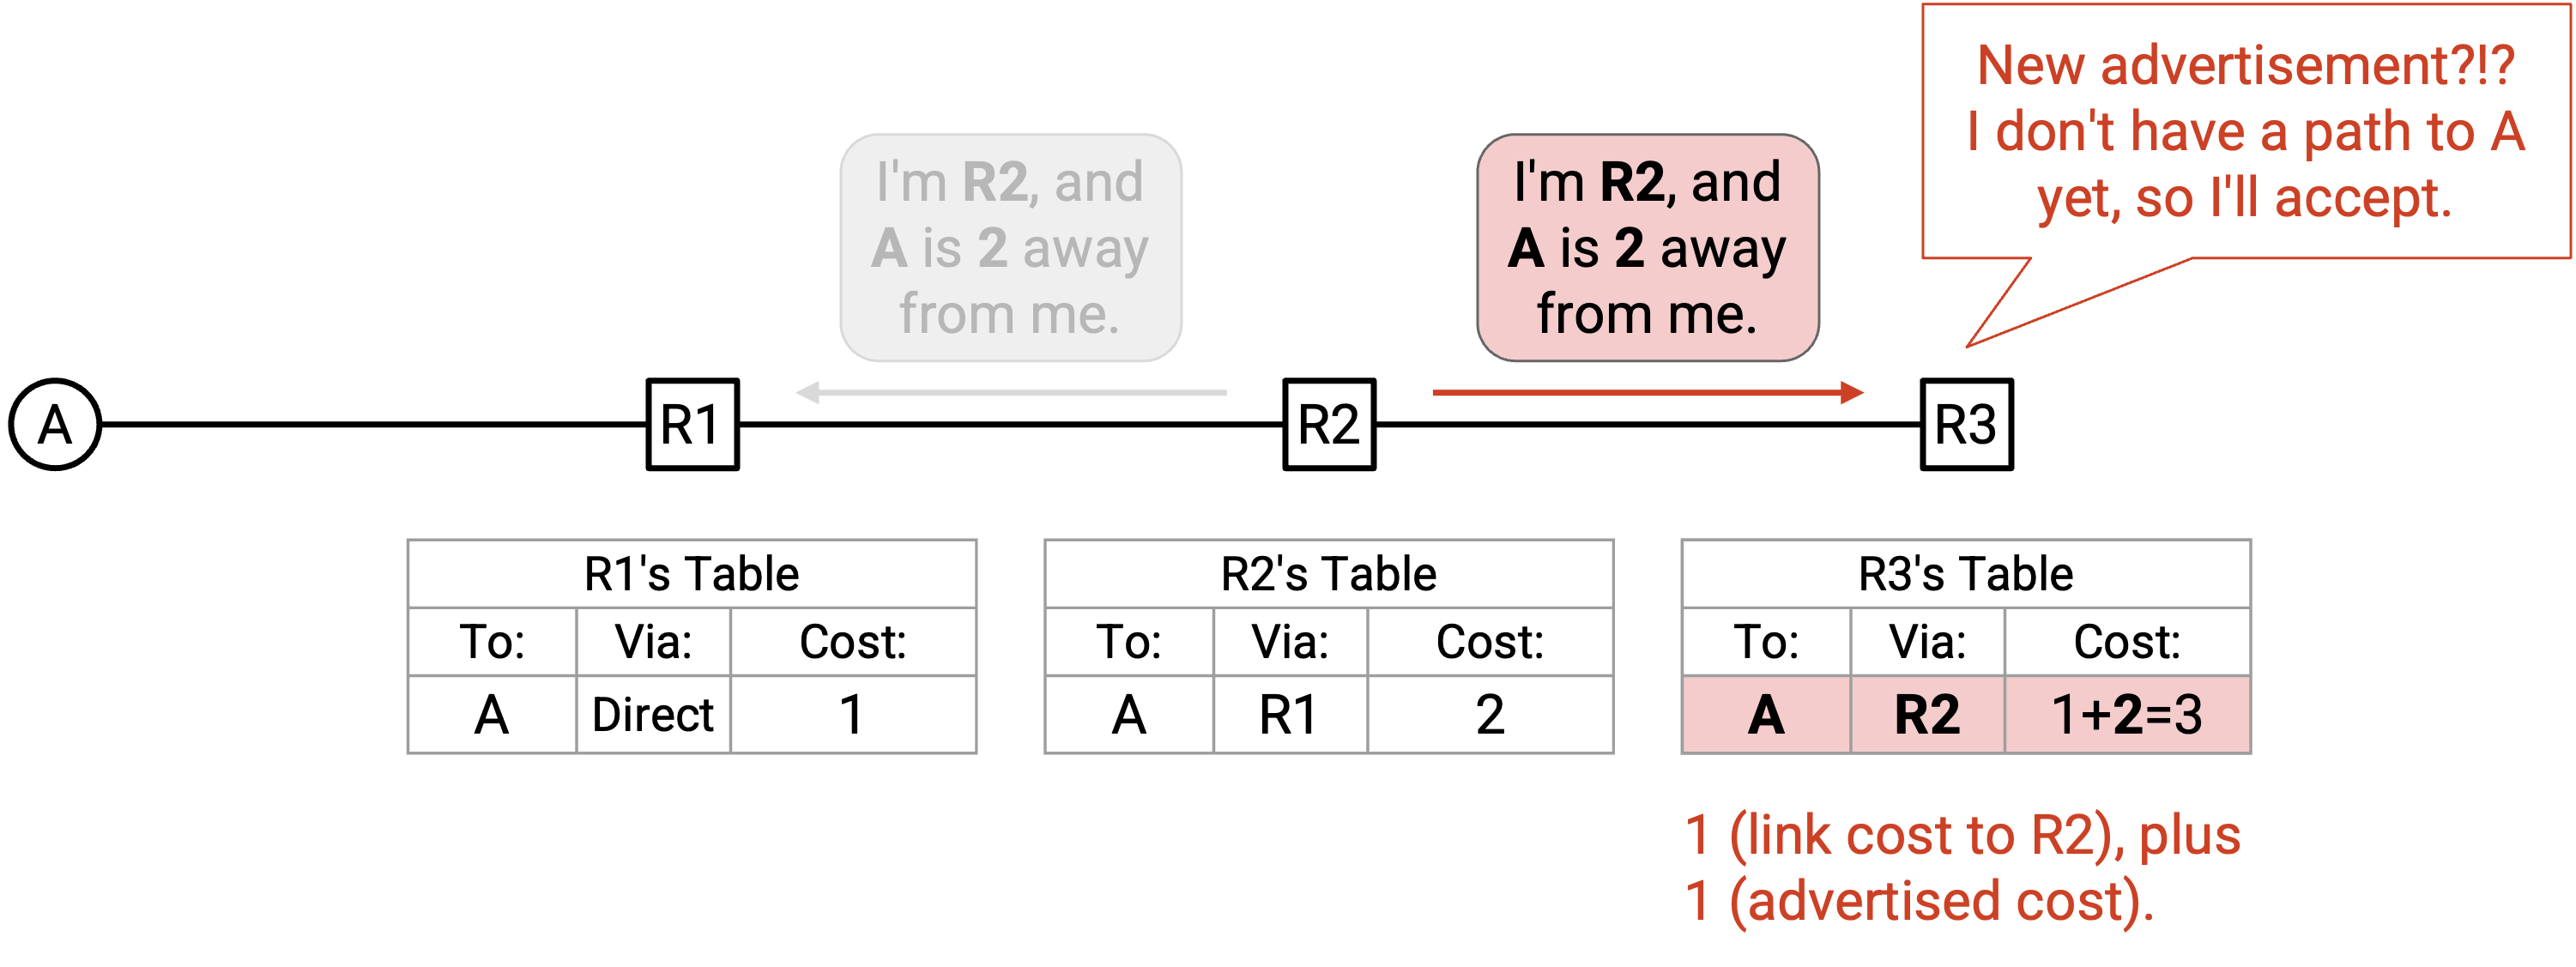 New advertisement?!?
I don't have a path to A
yet, so I'll accept.
I'm R2, and
A is 2 away
from me.
I'm R2, and
A is 2 away
from me.
A
R1
R2
R3
R1's Table
To: Via: Cost:
A Direct 1
R2's Table
To: Via: Cost:
A R1 2
R3's Table
To: Via: Cost:
A R2 1+2=3
1 (link cost to R2), plus
1 (advertised cost).